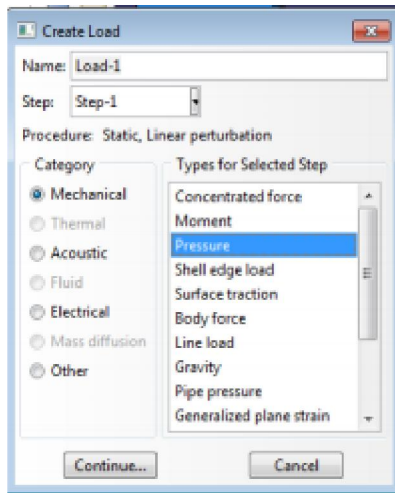 Create Load
Name: Load-1
Step: Step-1
Procedure: Static, Linear perturbation
Category
Mechanical
Thermal
Acoustic
Fluid
Electrical
Mass diffusion
Other
Types for Selected Step
Concentrated force
Moment
Pressure
Shell edge load
Surface traction
Body force
Line load
Gravity
Pipe pressure
Generalized plane strain
Continue...
Cancel